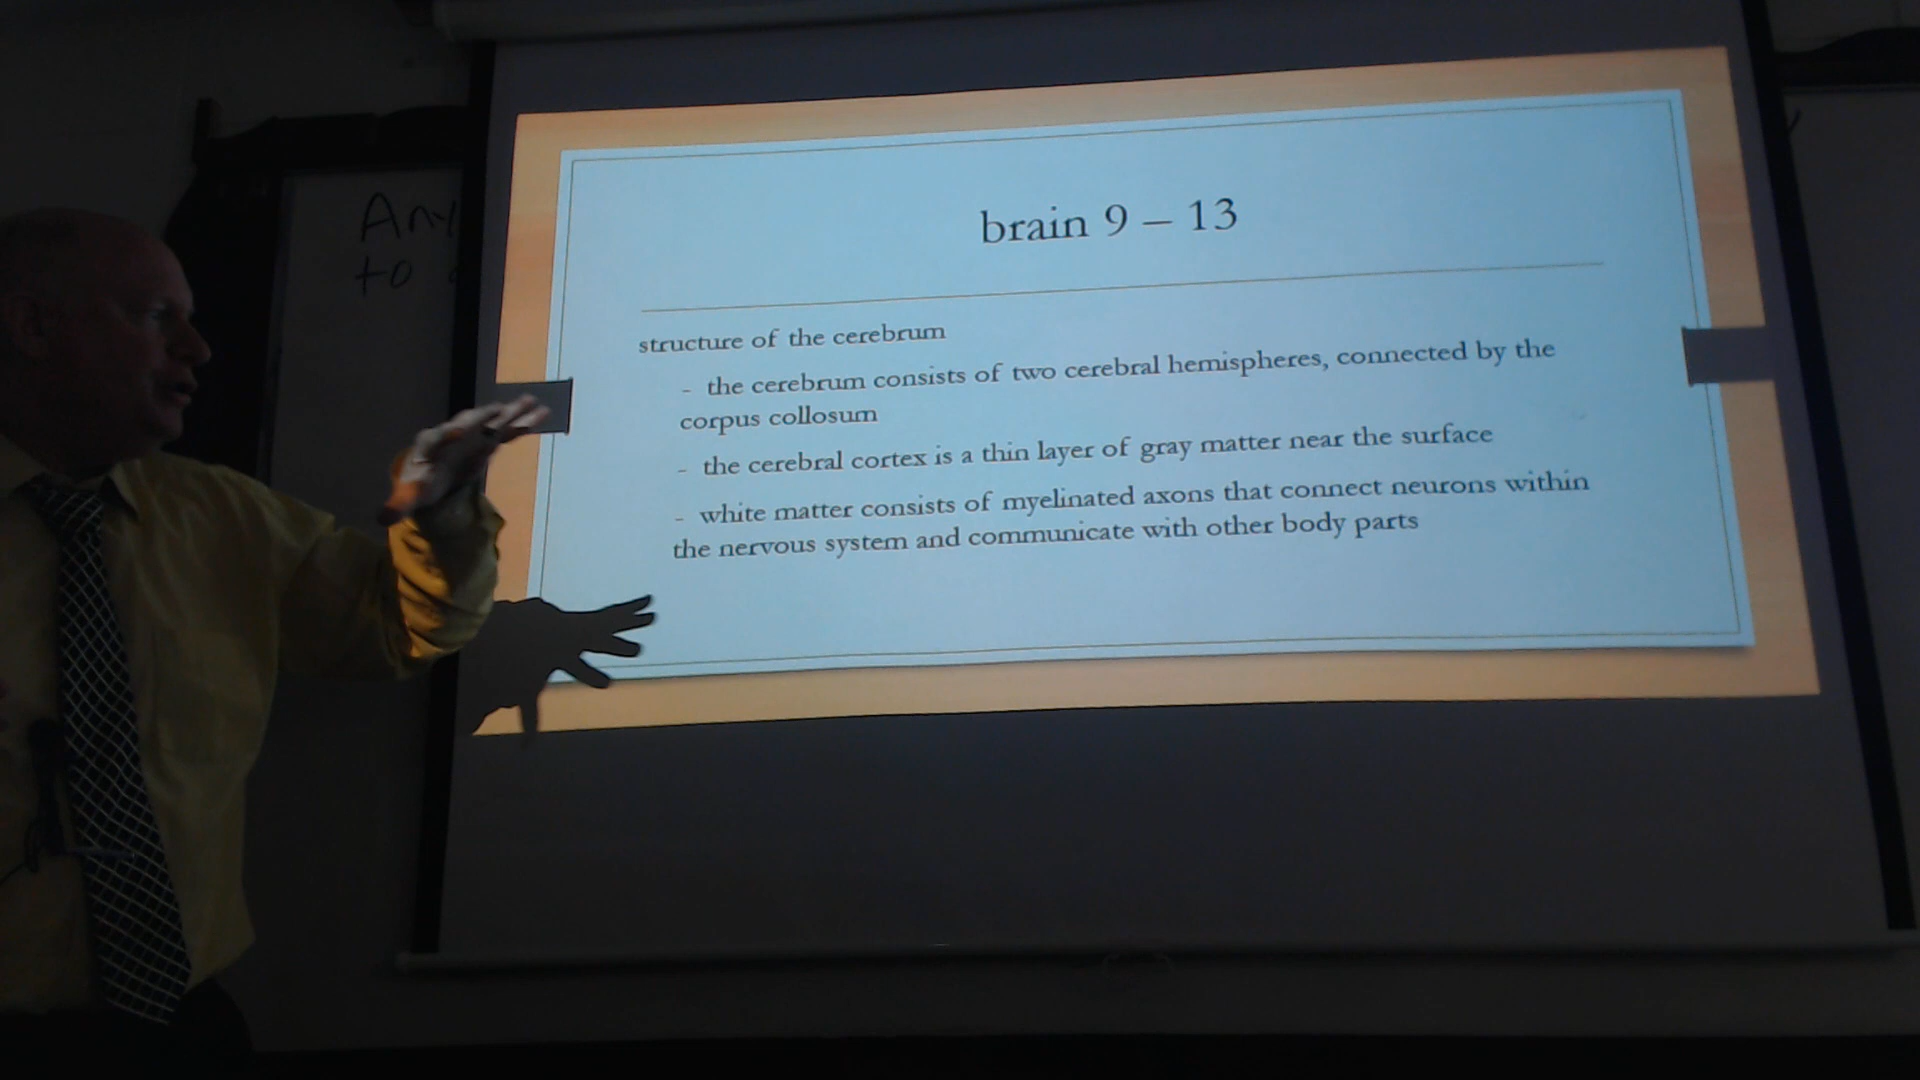 Any
to
brain 9 – 13
structure of the cerebrum
- the cerebrum consists of two cerebral hemispheres, connected by the
corpus collosum
- the cerebral cortex is a thin layer of gray matter near the surface
- white matter consists of myelinated axons that connect neurons within
the nervous system and communicate with other body parts